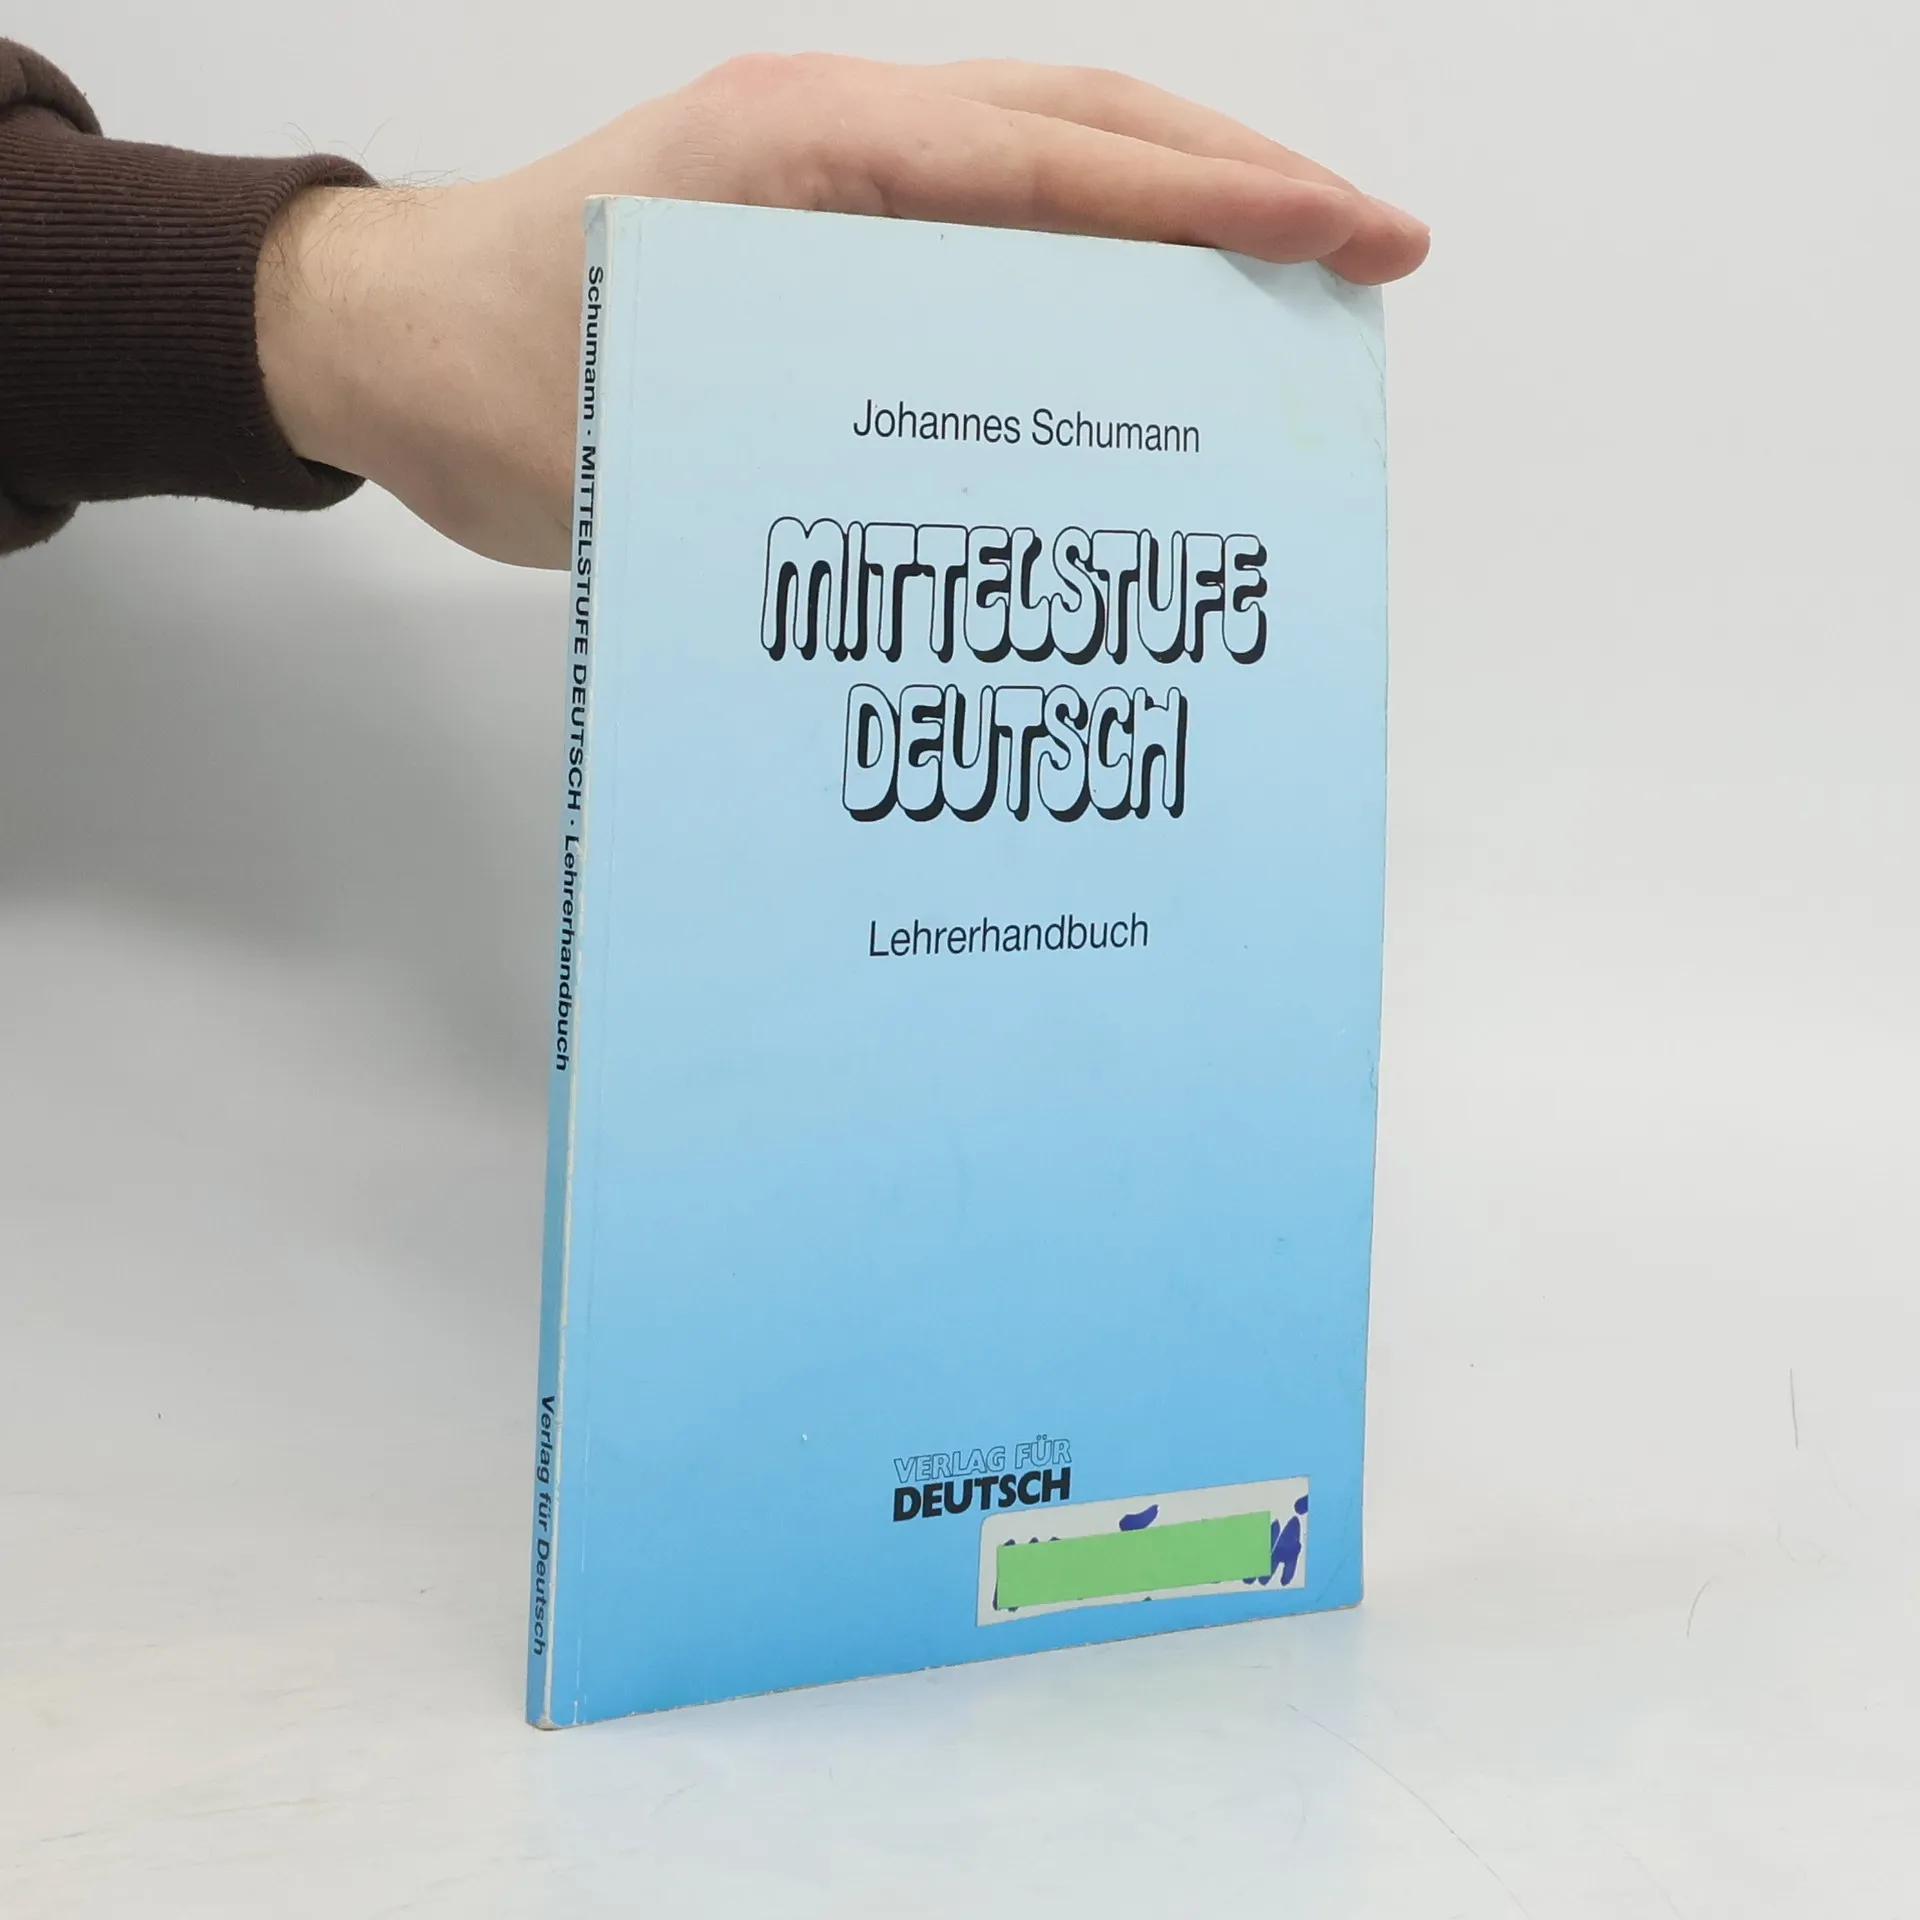 Johannes Schumann
MITTELSTUFE
DEUTSCH
Lehrerhandbuch
VERLAG FÜR
DEUTSCH
Schumann · MITTELSTUFE DEUTSCH · Lehrerhandbuch
Verlag für Deutsch